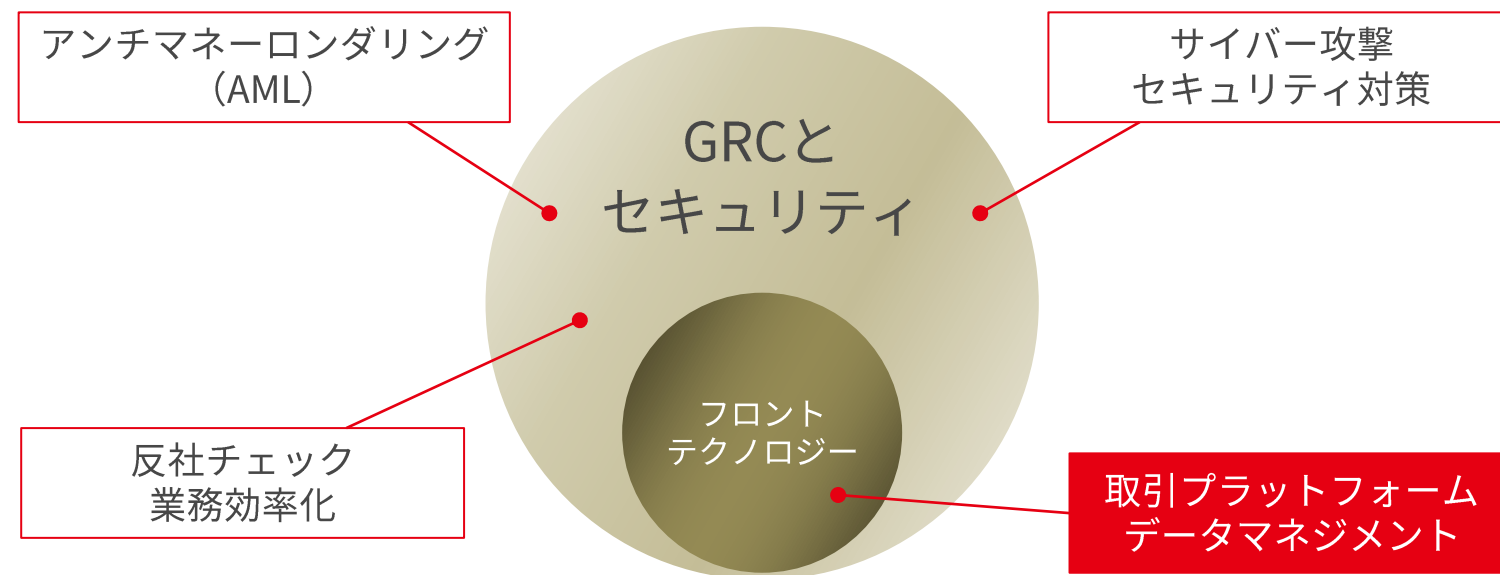 アンチマネーロンダリング
（AML）
サイバー攻撃
セキュリティ対策
GRCと
セキュリティ
フロント
テクノロジー
反社チェック
業務効率化
取引プラットフォーム
データマネジメント